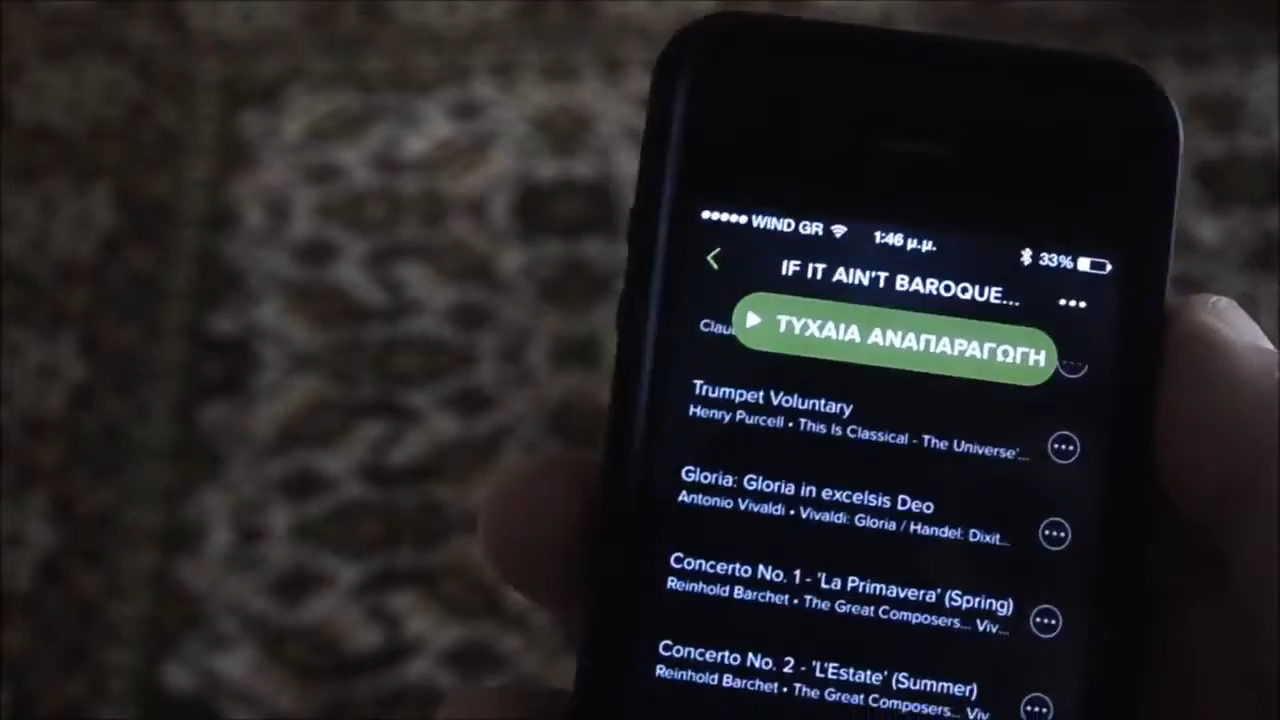 WIND GR 1:46 μ.μ. 33%
IF IT AIN'T BAROQUE...
ΤΥΧΑΙΑ ΑΝΑΠΑΡΑΓΩΓΗ
Trumpet Voluntary
Henry Purcell • This Is Classical - The Universe'...
Gloria: Gloria in excelsis Deo
Antonio Vivaldi • Vivaldi: Gloria / Handel: Dixit...
Concerto No. 1 - 'La Primavera' (Spring)
Reinhold Barchet • The Great Composers... Viv...
Concerto No. 2 - 'L'Estate' (Summer)
Reinhold Barchet • The Great Composers... Viv